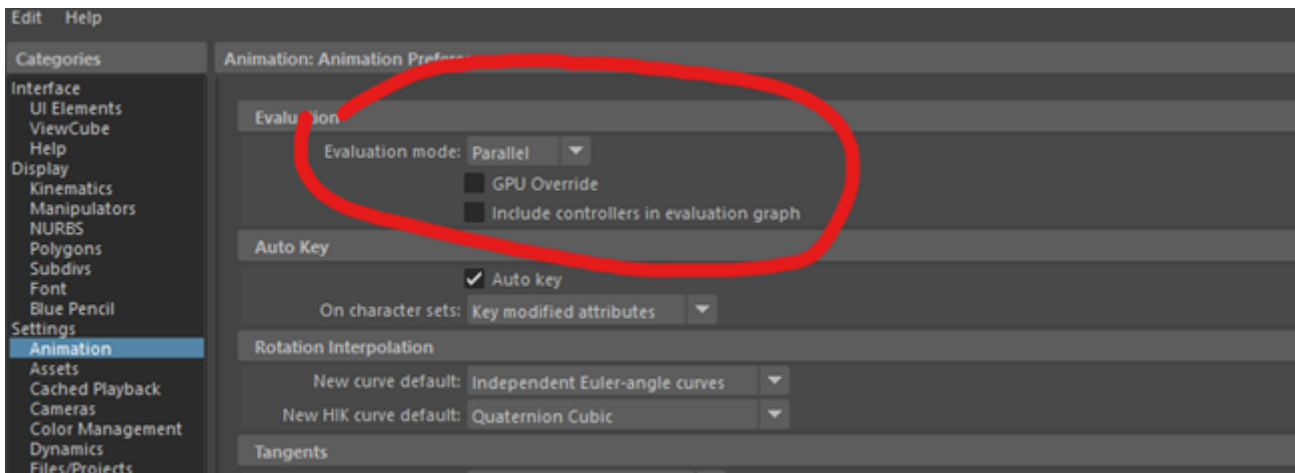 Edit Help
Categories
Interface
UI Elements
ViewCube
Help
Display
Kinematics
Manipulators
NURBS
Polygons
Subdivs
Font
Blue Pencil
Settings
Animation
Assets
Cached Playback
Cameras
Color Management
Dynamics
Files/Projects
Animation: Animation
Evaluation
Evaluation mode: Parallel
GPU Override
Include controllers in evaluation graph
Auto Key
Auto key
On character sets: Key modified attributes
Rotation Interpolation
New curve default: Independent Euler-angle curves
New HIK curve default: Quaternion Cubic
Tangents